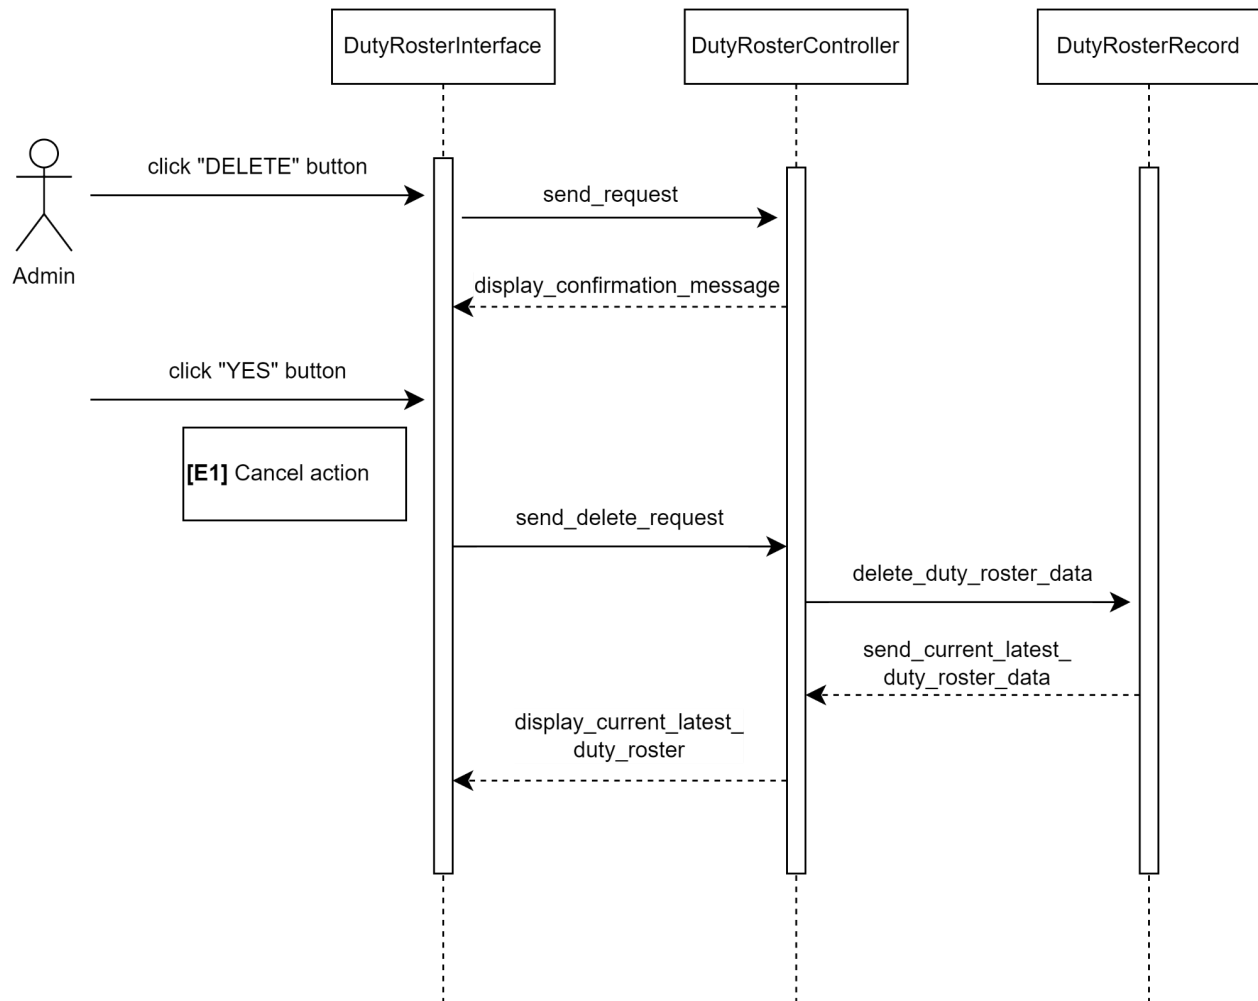 DutyRosterInterface
DutyRosterController
DutyRosterRecord
click "DELETE" button
send_request
Admin
display_confirmation_message
click "YES" button
[E1] Cancel action
send_delete_request
delete_duty_roster_data
send_current_latest_
duty_roster_data
display_current_latest_
duty_roster